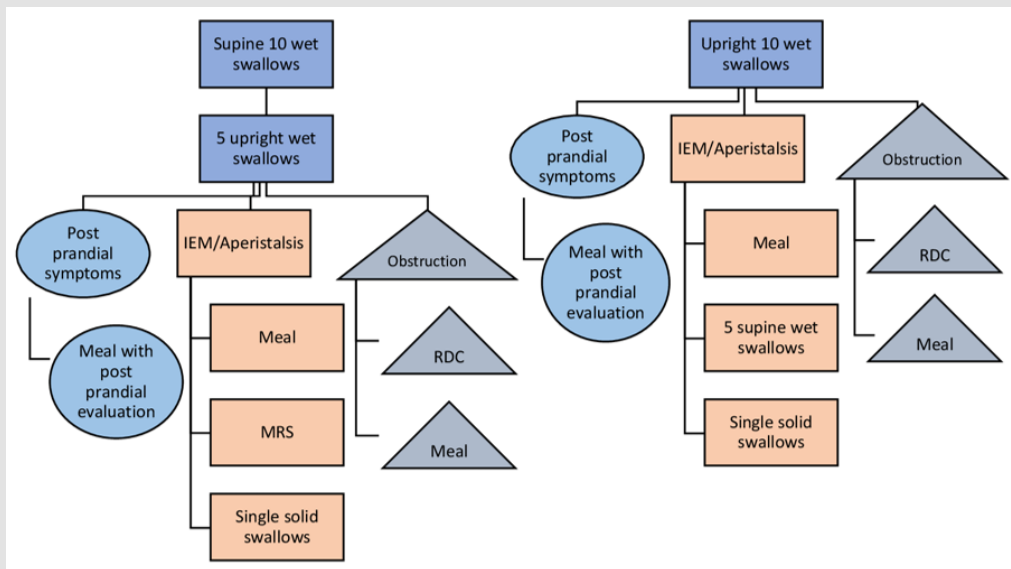 Supine 10 wet
swallows
5 upright wet
swallows
Post
prandial
symptoms
IEM/Aperistalsis
Obstruction
Meal with
post
prandial
evaluation
Meal
RDC
MRS
Meal
Single solid
swallows
Upright 10 wet
swallows
Post
prandial
symptoms
IEM/Aperistalsis
Obstruction
Meal with
post
prandial
evaluation
Meal
RDC
5 supine wet
swallows
Meal
Single solid
swallows